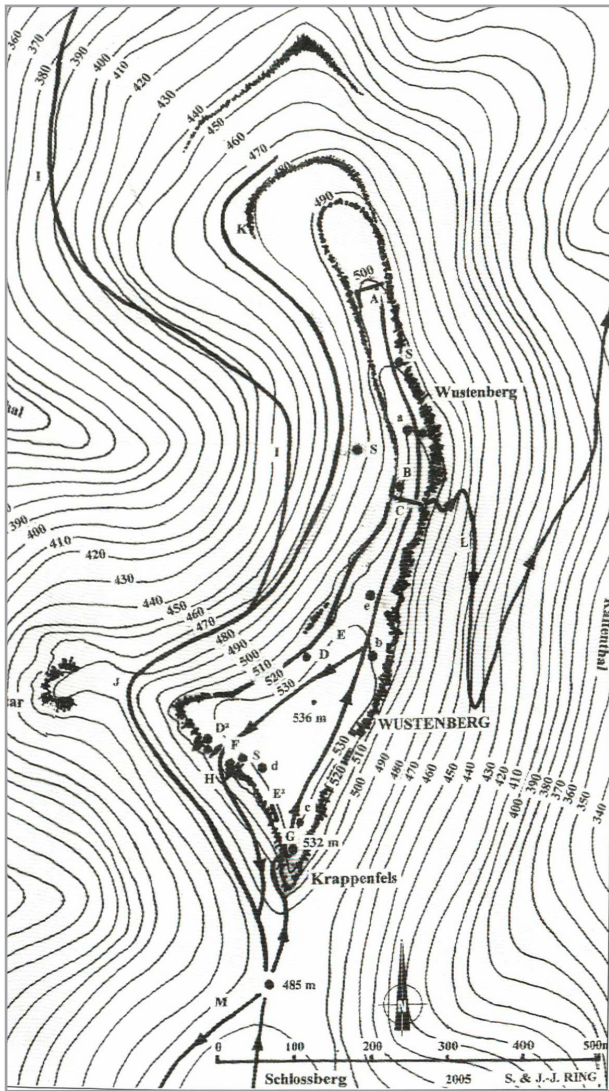 360
370
380
390
400
410
420
430
440
450
460
470
480
490
I
K
500
A
S
Wustenberg
a
S
B
I
C
L
390
400
410
420
430
440
450
460
470
480
490
500
510
520
530
e
E
b
D
J
536 m
WUSTENBERG
D²
F
S
d
H
E²
c
G
532 m
Krappenfels
530
520
510
500
490
480
470
460
450
440
430
420
410
400
390
380
370
360
350
340
485 m
M
N
0
100
200
300
400
500m
Schlossberg
2005
S. & J.-J. RING